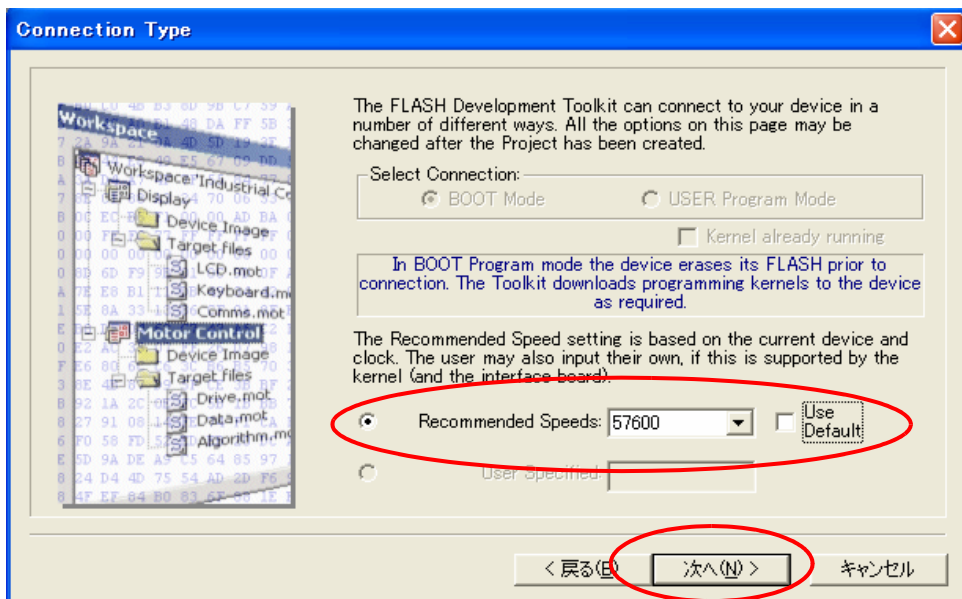 Connection Type
Workspace
Workspace 'Industrial Co
Display
Device Image
Target files
LCD.mot
Keyboard.mo
Comms.mot
Motor Control
Device Image
Target files
Drive.mot
Data.mot
Algorithm.mo
The FLASH Development Toolkit can connect to your device in a
number of different ways. All the options on this page may be
changed after the Project has been created.
Select Connection:
BOOT Mode
USER Program Mode
Kernel already running
In BOOT Program mode the device erases its FLASH prior to
connection. The Toolkit downloads programming kernels to the device
as required.
The Recommended Speed setting is based on the current device and
clock. The user may also input their own, if this is supported by the
kernel (and the interface board).
Recommended Speeds: 57600
Use
Default
User Specified:
< 戻る(B)
次へ(N) >
キャンセル